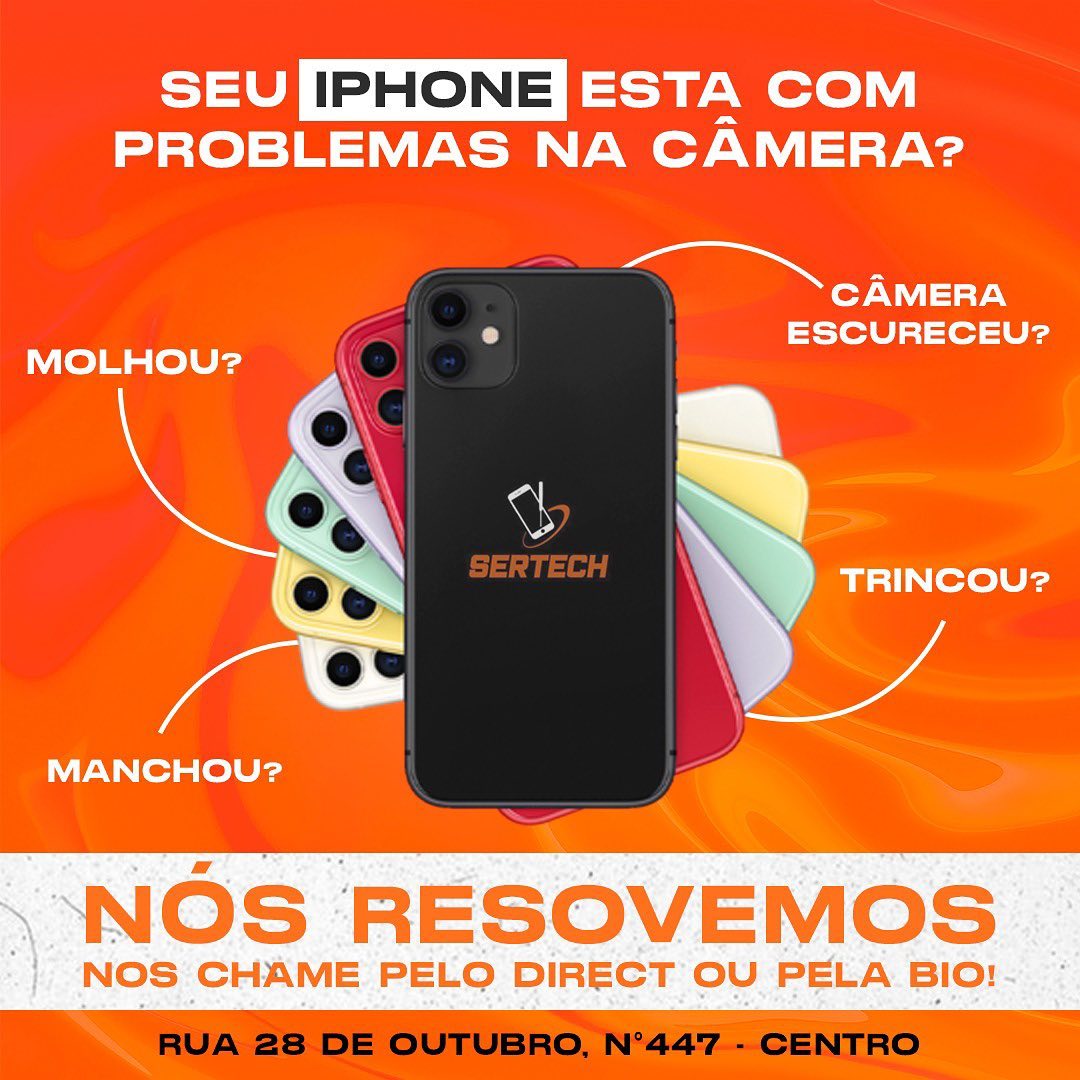 SEU IPHONE ESTA COM
PROBLEMAS NA CÂMERA?
CÂMERA
ESCURECEU?
MOLHOU?
SERTECH
TRINCOU?
MANCHOU?
NÓS RESOVEMOS
NOS CHAME PELO DIRECT OU PELA BIO!
RUA 28 DE OUTUBRO, N°447 - CENTRO